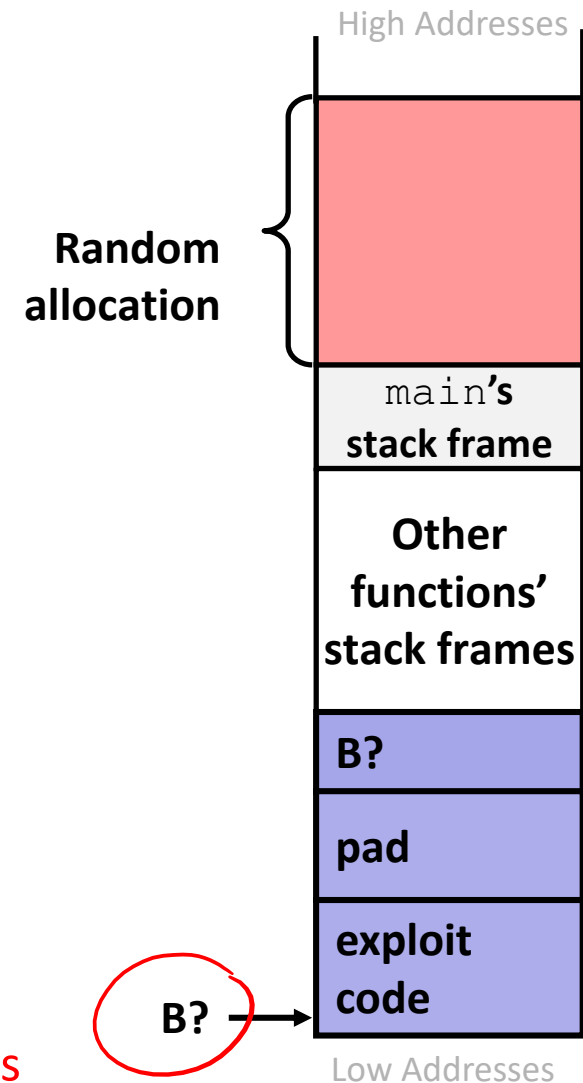 High Addresses
Random
allocation
main's
stack frame
Other
functions’
stack frames
B?
pad
exploit
code
B?
s
Low Addresses